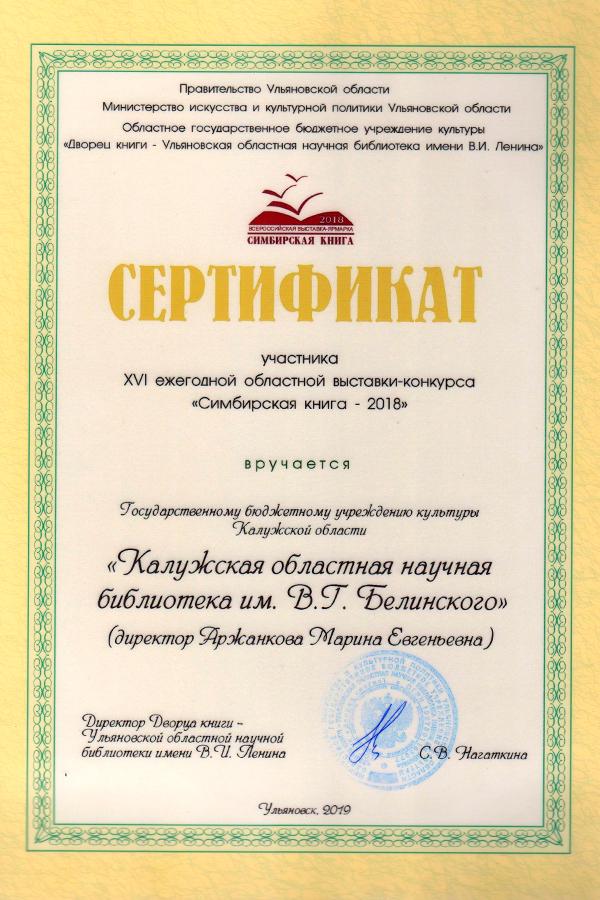 Правительство Ульяновской области
Министерство искусства и культурной политики Ульяновской области
Областное государственное бюджетное учреждение культуры
«Дворец книги - Ульяновская областная научная библиотека имени В.И. Ленина»
2018
ВСЕРОССИЙСКАЯ ВЫСТАВКА-ЯРМАРКА
СИМБИРСКАЯ КНИГА
СЕРТИФИКАТ
участника
XVI ежегодной областной выставки-конкурса
«Симбирская книга - 2018»
вручается
Государственному бюджетному учреждению культуры
Калужской области
«Калужская областная научная
библиотека им. В.Г. Белинского»
(директор Аржанкова Марина Евгеньевна)
Директор Дворца книги –
Ульяновской областной научной
библиотеки имени В.И. Ленина
С.В. Нагаткина
Ульяновск, 2019